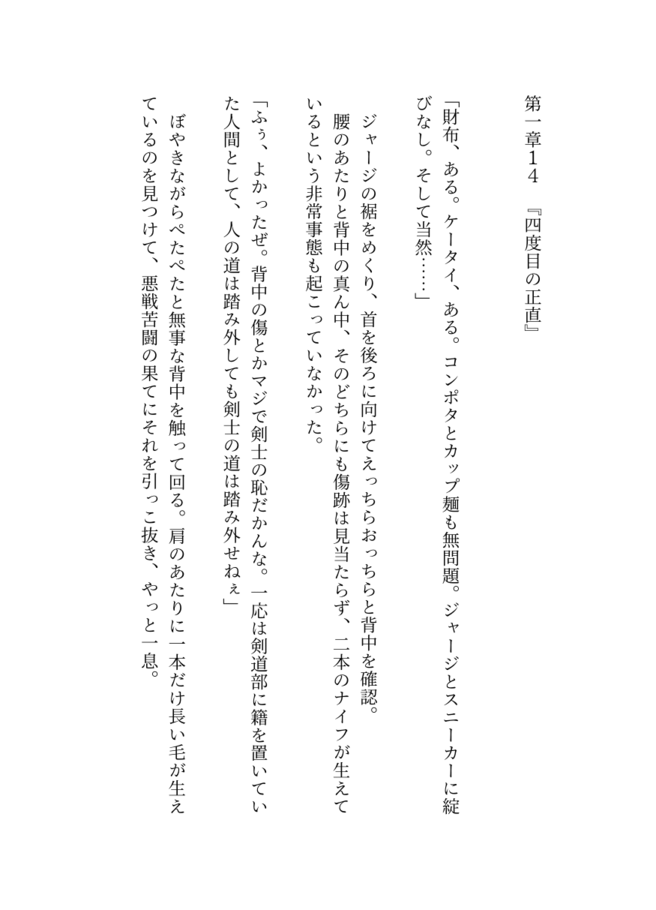 第一章１４　『四度目の正直』
「財布、ある。ケータイ、ある。コンポタとカップ麺も無問題。ジャージとスニーカーに綻
びなし。そして当然……」
　ジャージの裾をめくり、首を後ろに向けてえっちらおっちらと背中を確認。
　腰のあたりと背中の真ん中、そのどちらにも傷跡は見当たらず、二本のナイフが生えて
いるという非常事態も起こっていなかった。
「ふぅ、よかったぜ。背中の傷とかマジで剣士の恥だかんな。一応は剣道部に籍を置いてい
た人間として、人の道は踏み外しても剣士の道は踏み外せねぇ」
　ぼやきながらぺたぺたと無事な背中を触って回る。肩のあたりに一本だけ長い毛が生え
ているのを見つけて、悪戦苦闘の果てにそれを引っこ抜き、やっと一息。